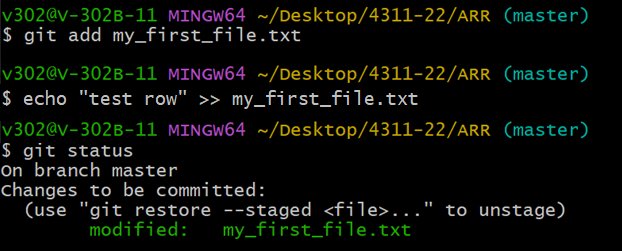 v302@V-302B-11 MINGW64 ~/Desktop/4311-22/ARR (master)
$ git add my_first_file.txt
v302@V-302B-11 MINGW64 ~/Desktop/4311-22/ARR (master)
$ echo "test row" >> my_first_file.txt
v302@V-302B-11 MINGW64 ~/Desktop/4311-22/ARR (master)
$ git status
On branch master
Changes to be committed:
  (use "git restore --staged <file>..." to unstage)
        modified:   my_first_file.txt